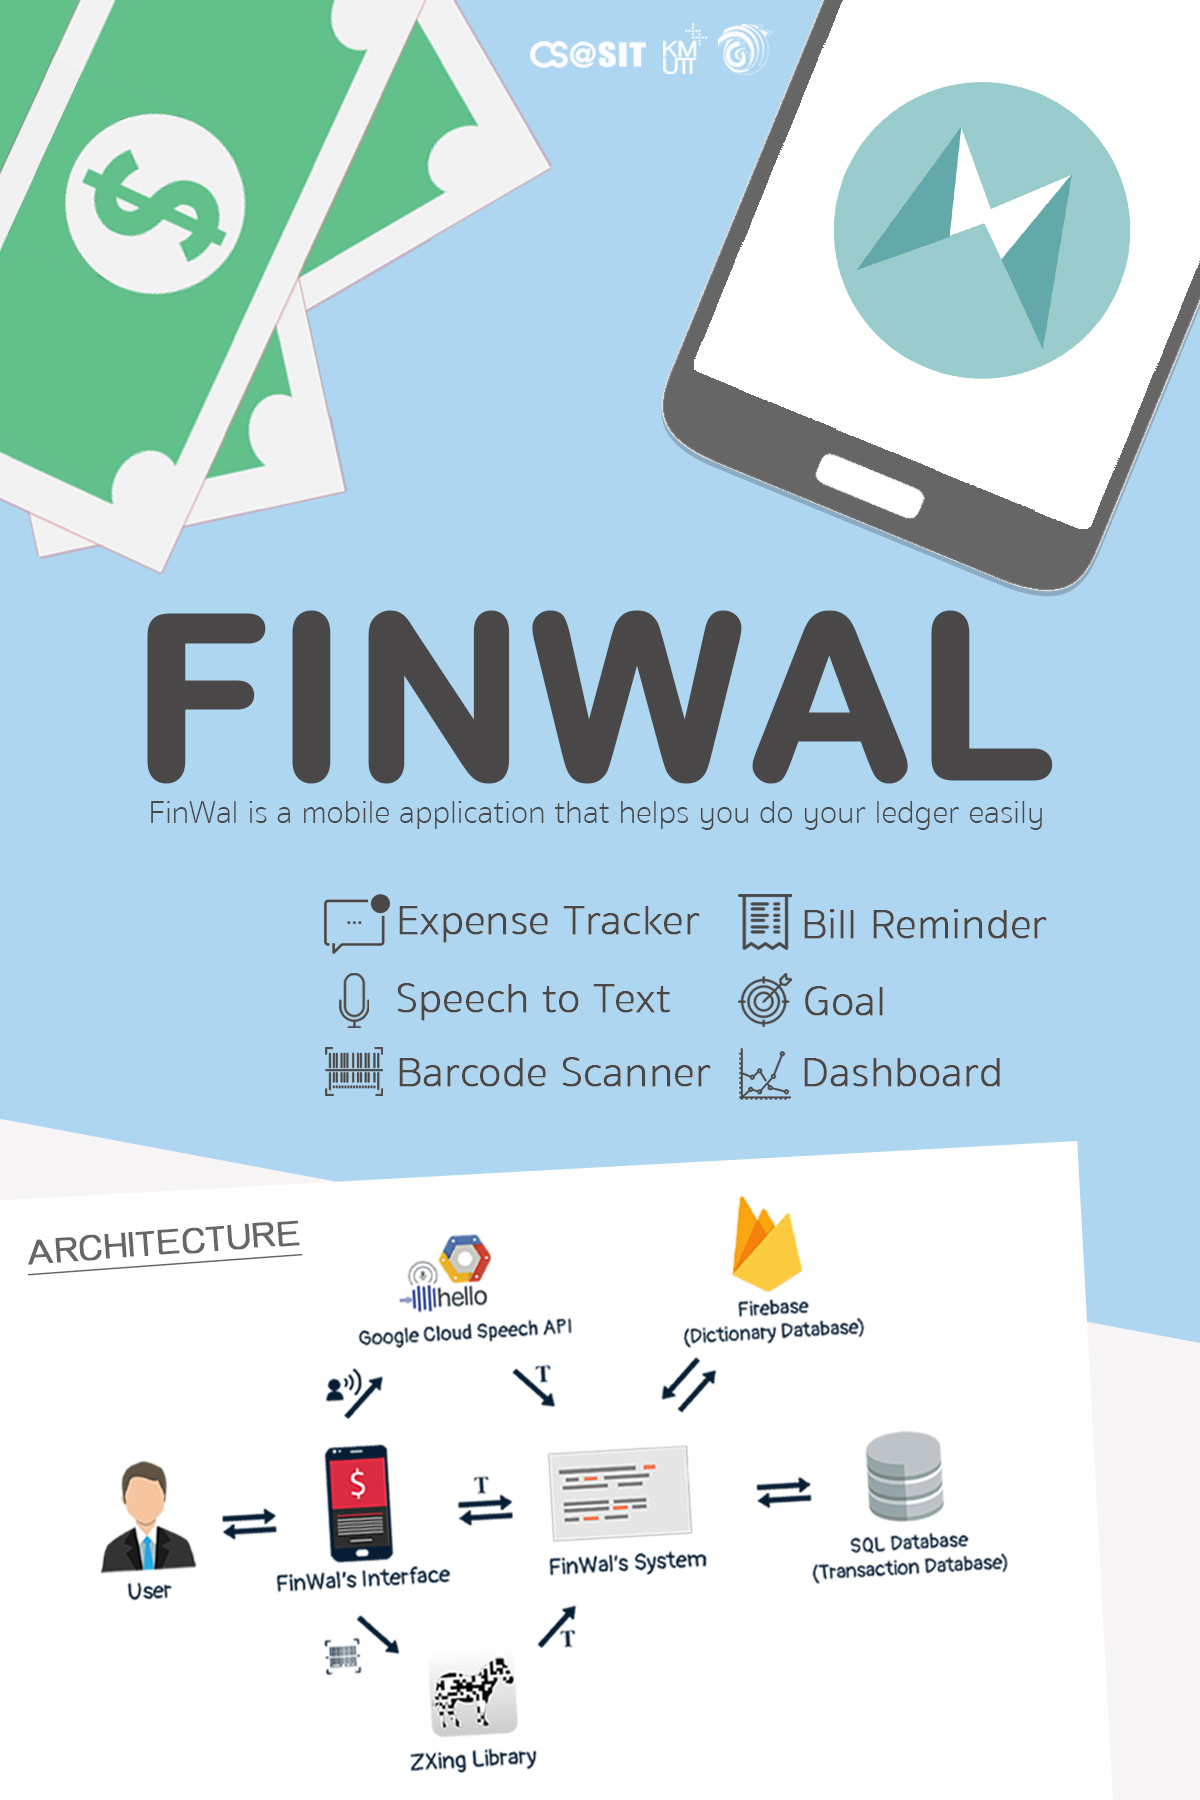 CS@SIT
KM
UTT
FINWAL
FinWal is a mobile application that helps you do your ledger easily
Expense Tracker
Bill Reminder
Speech to Text
Goal
Barcode Scanner
Dashboard
ARCHITECTURE
hello
Google Cloud Speech API
Firebase
(Dictionary Database)
T
$
T
User
FinWal's Interface
FinWal's System
SQL Database
(Transaction Database)
T
ZXing Library